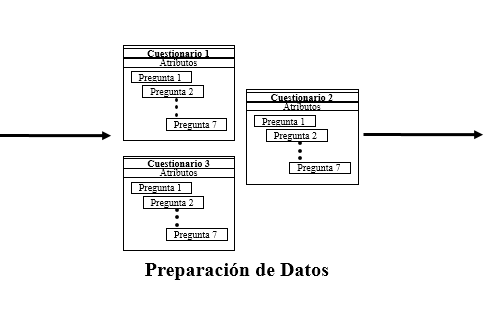 Cuestionario 1
Atributos
Pregunta 1
Pregunta 2
Pregunta 7
Cuestionario 2
Atributos
Pregunta 1
Pregunta 2
Pregunta 7
Cuestionario 3
Atributos
Pregunta 1
Pregunta 2
Pregunta 7
Preparación de Datos